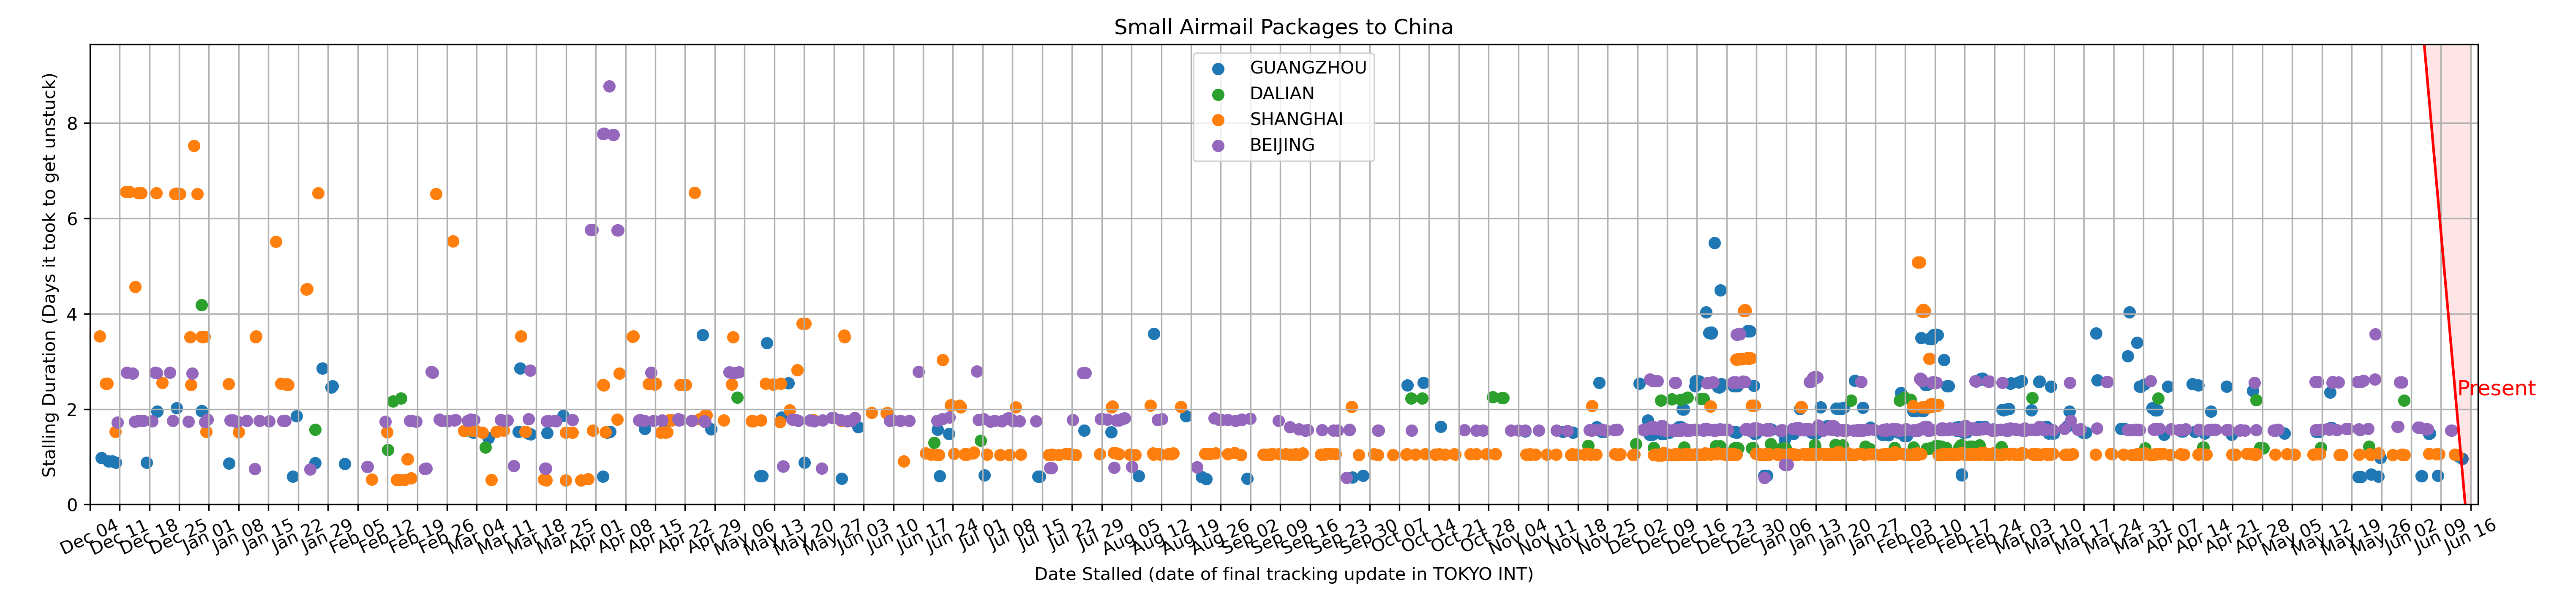 Small Airmail Packages to China
GUANGZHOU
DALIAN
SHANGHAI
BEIJING
Stalling Duration (Days it took to get unstuck)
8
6
4
2
0
Present
Dec 04 Dec 11 Dec 18 Dec 25 Jan 01 Jan 08 Jan 15 Jan 22 Jan 29 Feb 05 Feb 12 Feb 19 Feb 26 Mar 04 Mar 11 Mar 18 Mar 25 Apr 01 Apr 08 Apr 15 Apr 22 Apr 29 May 06 May 13 May 20 May 27 Jun 03 Jun 10 Jun 17 Jun 24 Jul 01 Jul 08 Jul 15 Jul 22 Jul 29 Aug 05 Aug 12 Aug 19 Aug 26 Sep 02 Sep 09 Sep 16 Sep 23 Sep 30 Oct 07 Oct 14 Oct 21 Oct 28 Nov 04 Nov 11 Nov 18 Nov 25 Dec 02 Dec 09 Dec 16 Dec 23 Dec 30 Jan 06 Jan 13 Jan 20 Jan 27 Feb 03 Feb 10 Feb 17 Feb 24 Mar 03 Mar 10 Mar 17 Mar 24 Mar 31 Apr 07 Apr 14 Apr 21 Apr 28 May 05 May 12 May 19 May 26 Jun 02 Jun 09 Jun 16
Date Stalled (date of final tracking update in TOKYO INT)